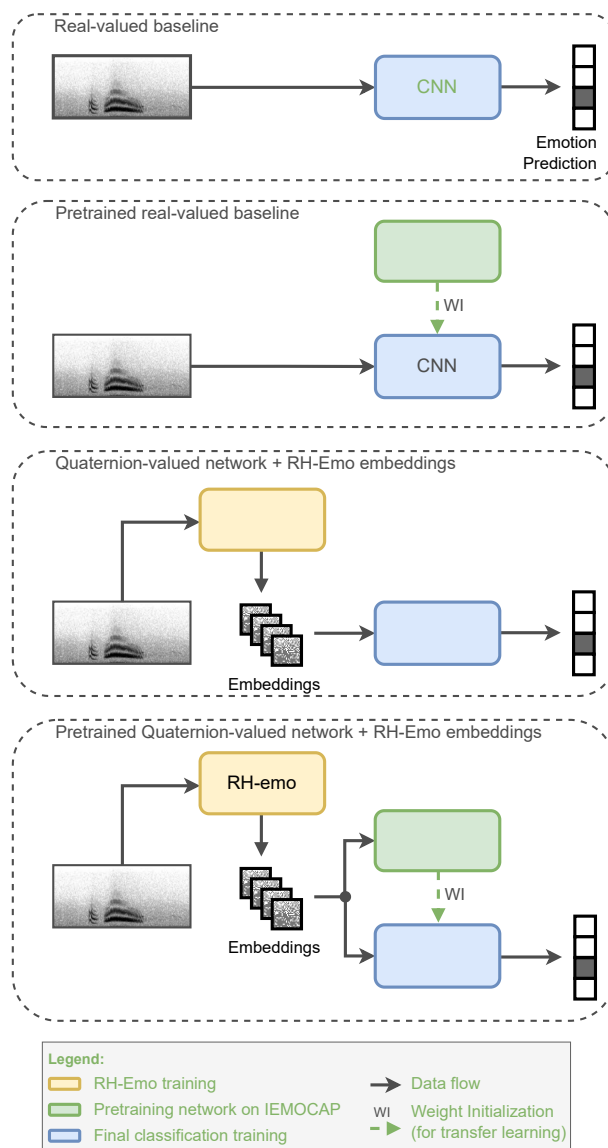 Real-valued baseline
CNN
Emotion
Prediction
Pretrained real-valued baseline
WI
CNN
Quaternion-valued network + RH-Emo embeddings
Embeddings
Pretrained Quaternion-valued network + RH-Emo embeddings
RH-emo
WI
Embeddings
Legend:
RH-Emo training
Data flow
Pretraining network on IEMOCAP
WI Weight Initialization
(for transfer learning)
Final classification training